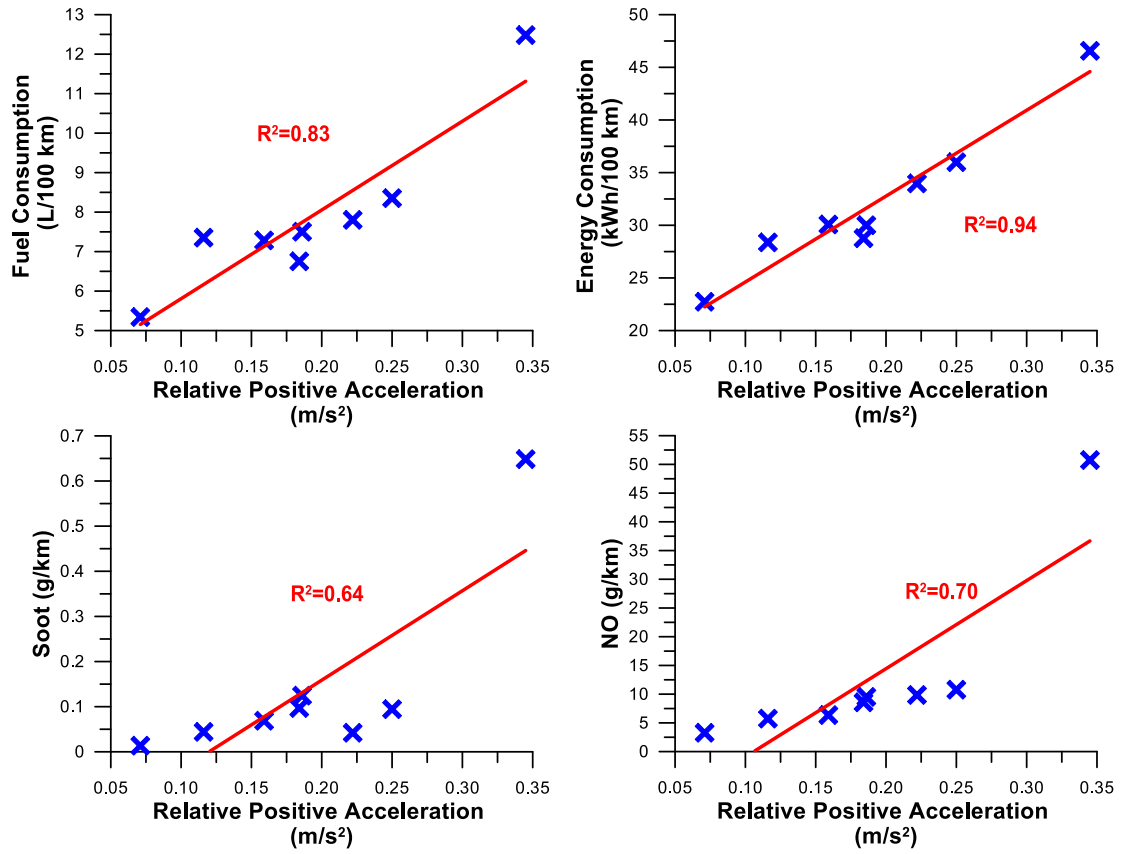 13
12
11
10
9
8
7
6
5
Fuel Consumption
(L/100 km)
R²=0.83
0.05 0.10 0.15 0.20 0.25 0.30 0.35
Relative Positive Acceleration
(m/s²)
50
45
40
35
30
25
20
Energy Consumption
(kWh/100 km)
R²=0.94
0.05 0.10 0.15 0.20 0.25 0.30 0.35
Relative Positive Acceleration
(m/s²)
0.7
0.6
0.5
0.4
0.3
0.2
0.1
0
Soot (g/km)
R²=0.64
0.05 0.10 0.15 0.20 0.25 0.30 0.35
Relative Positive Acceleration
(m/s²)
55
50
45
40
35
30
25
20
15
10
5
0
NO (g/km)
R²=0.70
0.05 0.10 0.15 0.20 0.25 0.30 0.35
Relative Positive Acceleration
(m/s²)